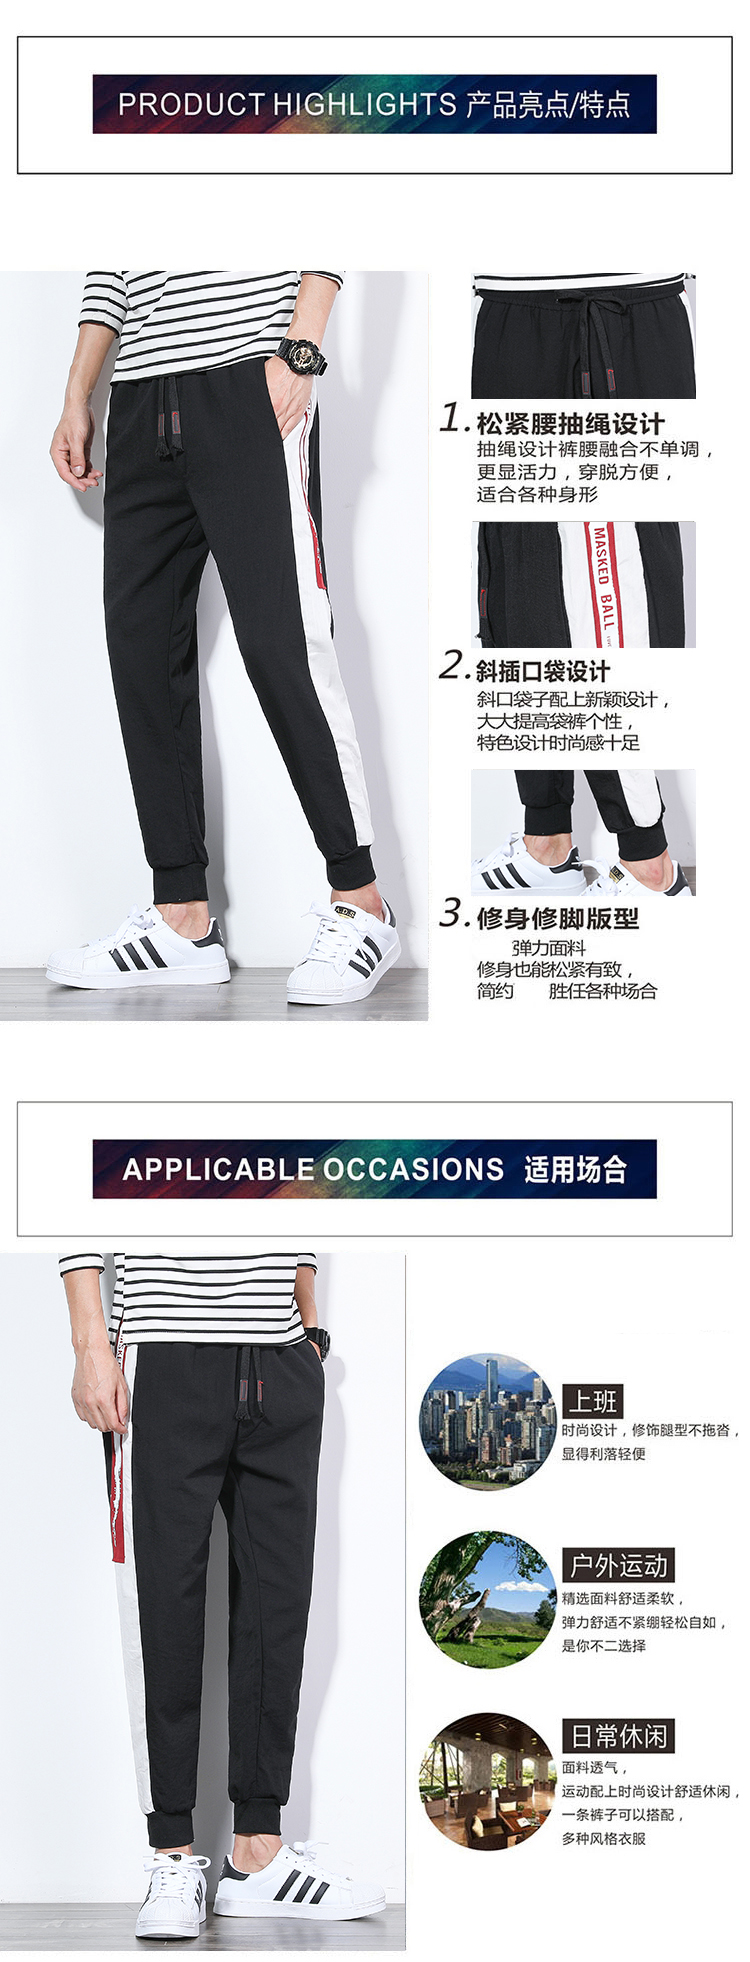 PRODUCT HIGHLIGHTS 产品亮点/特点
1. 松紧腰抽绳设计
抽绳设计裤腰融合不单调，
更显活力，穿脱方便，
适合各种身形
MASKED BALL
2. 斜插口袋设计
斜口袋子配上新颖设计，
大大提高袋裤个性，
特色设计时尚感十足
3. 修身修脚版型
弹力面料
修身也能松紧有致，
简约 胜任各种场合
APPLICABLE OCCASIONS 适用场合
上班
时尚设计，修饰腿型不拖沓，
显得利落轻便
户外运动
精选面料舒适柔软，
弹力舒适不紧绷轻松自如，
是你不二选择
日常休闲
面料透气，
运动配上时尚设计舒适休闲，
一条裤子可以搭配，
多种风格衣服